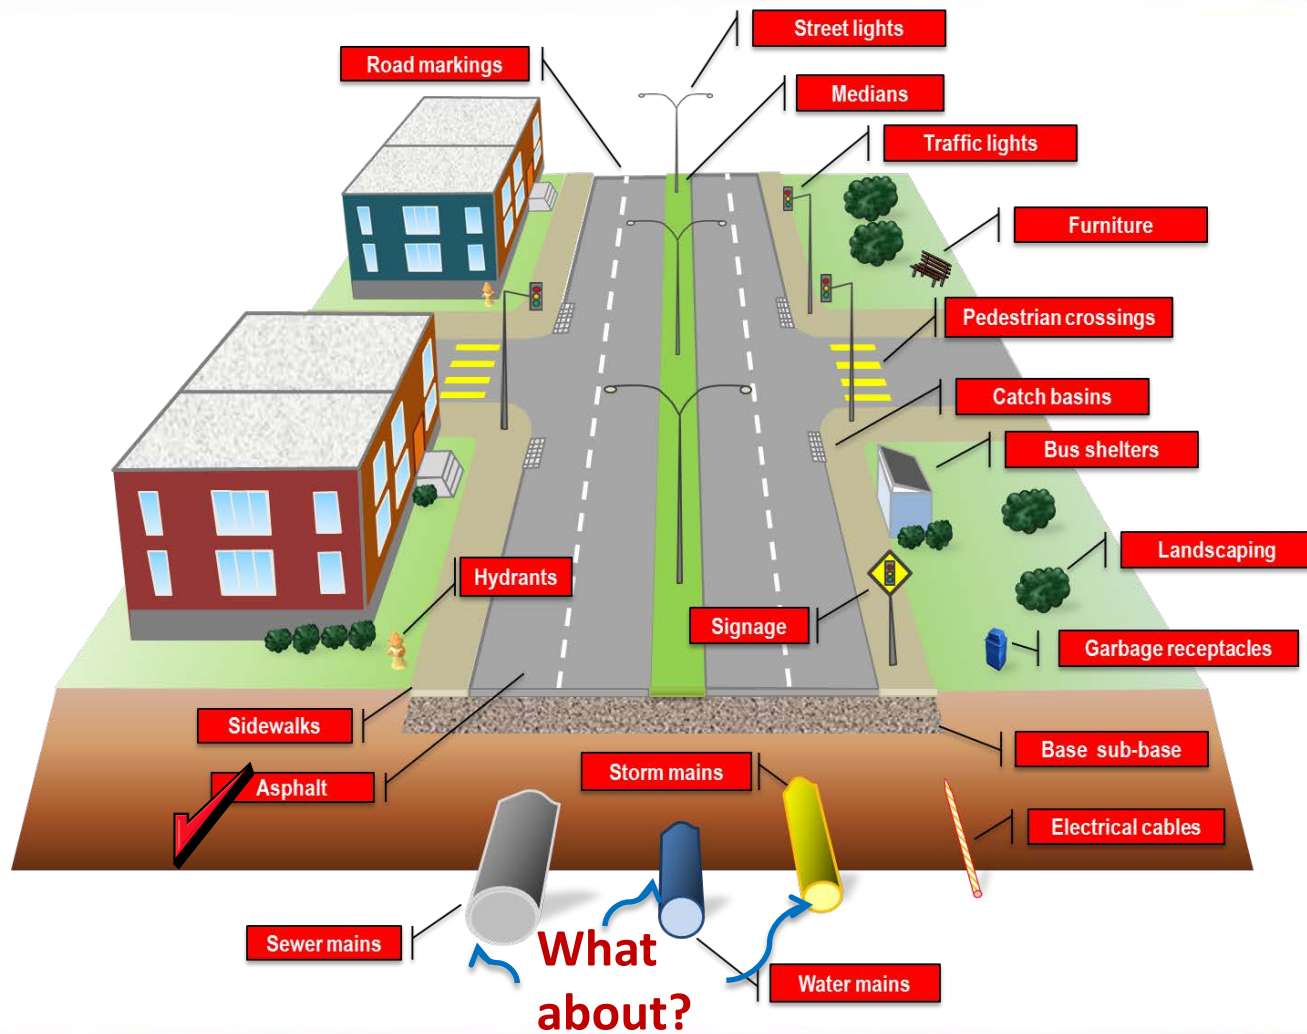 Street lights
Road markings
Medians
Traffic lights
Furniture
Pedestrian crossings
Catch basins
Bus shelters
Landscaping
Hydrants
Signage
Garbage receptacles
Sidewalks
Base sub-base
Storm mains
Asphalt
Electrical cables
Sewer mains
What
about?
Water mains